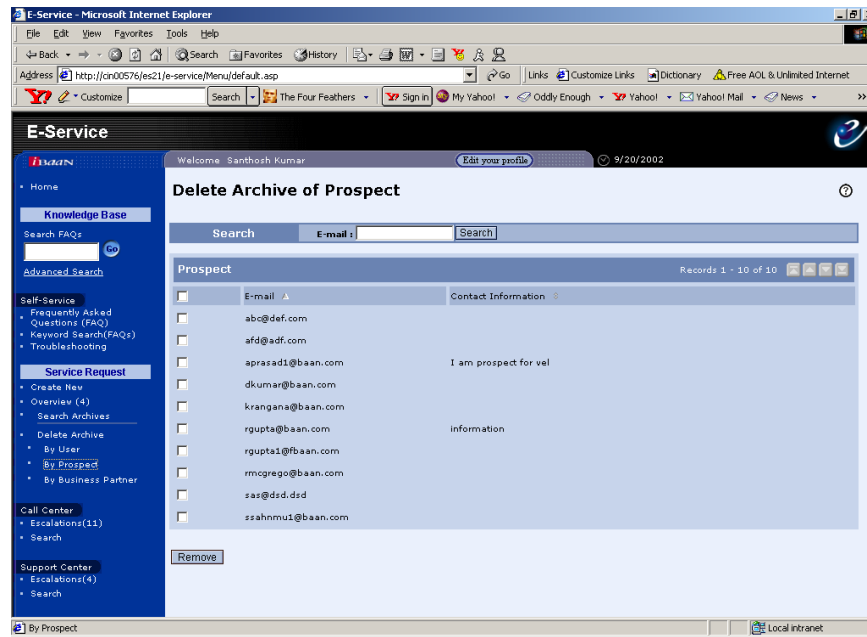 E-Service - Microsoft Internet Explorer
File Edit View Favorites Tools Help
Back Search Favorites History
Address http://cin00576/es21/e-service/Menu/default.asp Go Links Customize Links Dictionary Free AOL & Unlimited Internet
Y! Customize Search The Four Feathers Sign in My Yahoo! Oddly Enough Yahoo! Yahoo! Mail News »
E-Service
iBaan Welcome Santhosh Kumar Edit your profile 9/20/2002
Home
Delete Archive of Prospect
Knowledge Base
Search FAQs
Go
Advanced Search
Search E-mail : Search
Prospect Records 1 - 10 of 10
E-mail Contact Information
abc@def.com
afd@adf.com
aprasad1@baan.com I am prospect for vel
dkumar@baan.com
krangana@baan.com
rgupta@baan.com information
rgupta1@fbaan.com
rmcgrego@baan.com
sas@dsd.dsd
ssahnmu1@baan.com
Remove
Self-Service
Frequently Asked
Questions (FAQ)
Keyword Search(FAQs)
Troubleshooting
Service Request
Create New
Overview (4)
Search Archives
Delete Archive
By User
By Prospect
By Business Partner
Call Center
Escalations(11)
Search
Support Center
Escalations(4)
Search
By Prospect Local intranet